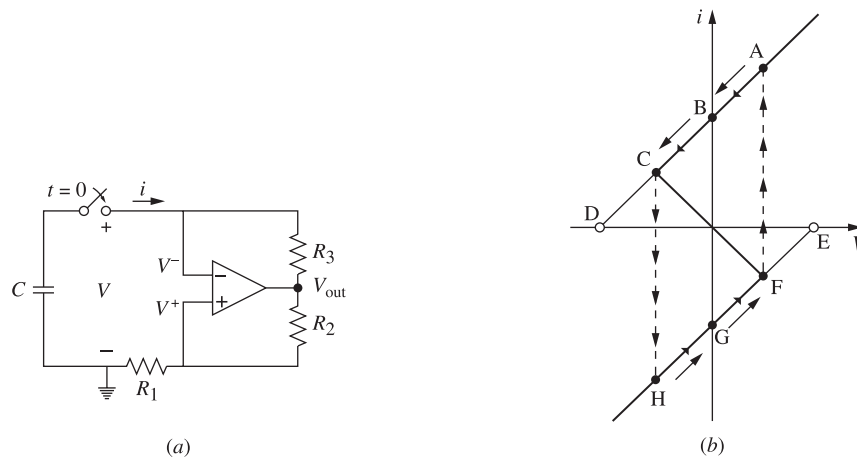 t = 0
i
+
C
V
V⁻
−
V⁺
+
R₃
V_out
R₂
−
R₁
(a)
i
A
B
C
D
E
F
G
H
(b)